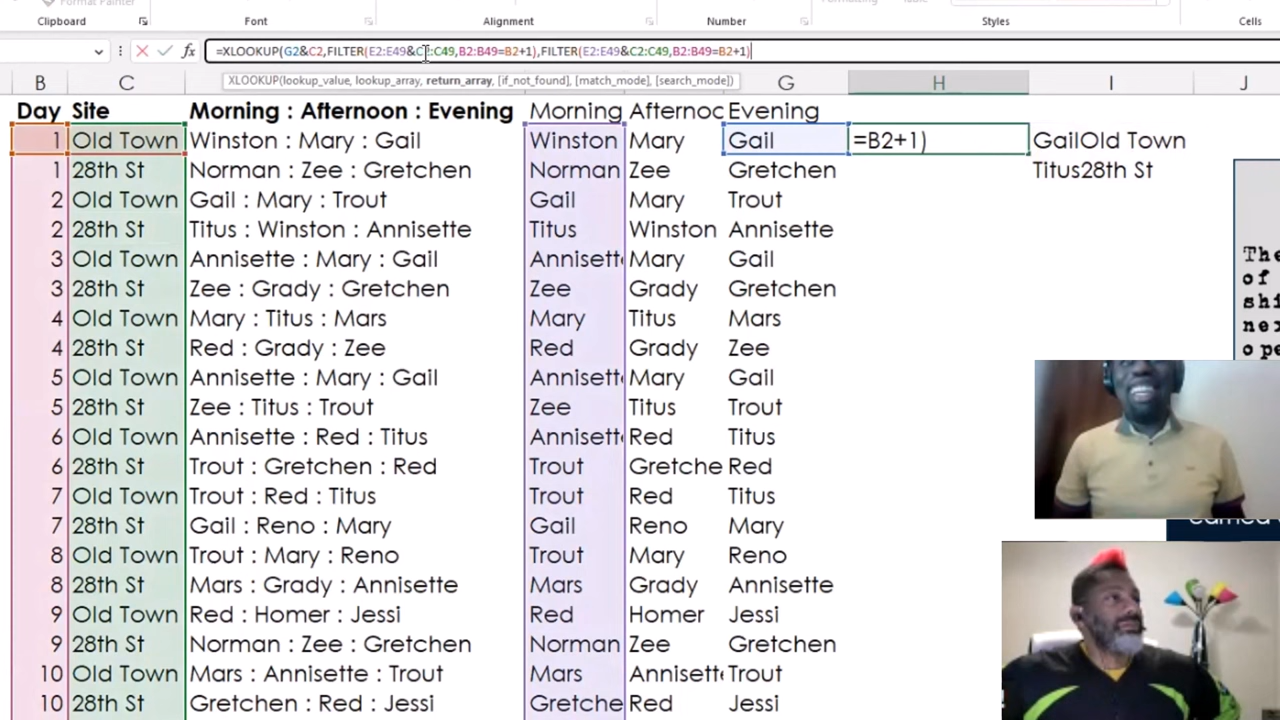 Format Painter
Clipboard Font Alignment Number Styles Cells
fx =XLOOKUP(G2&C2,FILTER(E2:E49&C2:C49,B2:B49=B2+1),FILTER(E2:E49&C2:C49,B2:B49=B2+1)
XLOOKUP(lookup_value, lookup_array, return_array, [if_not_found], [match_mode], [search_mode])
B C G H I J
Day Site Morning : Afternoon : Evening Morning Afternoc Evening
1 Old Town Winston : Mary : Gail Winston Mary Gail =B2+1) GailOld Town
1 28th St Norman : Zee : Gretchen Norman Zee Gretchen Titus28th St
2 Old Town Gail : Mary : Trout Gail Mary Trout
2 28th St Titus : Winston : Annisette Titus Winston Annisette
3 Old Town Annisette : Mary : Gail Annisett Mary Gail
3 28th St Zee : Grady : Gretchen Zee Grady Gretchen
4 Old Town Mary : Titus : Mars Mary Titus Mars
4 28th St Red : Grady : Zee Red Grady Zee
5 Old Town Annisette : Mary : Gail Annisett Mary Gail
5 28th St Zee : Titus : Trout Zee Titus Trout
6 Old Town Annisette : Red : Titus Annisett Red Titus
6 28th St Trout : Gretchen : Red Trout Gretche Red
7 Old Town Trout : Red : Titus Trout Red Titus
7 28th St Gail : Reno : Mary Gail Reno Mary
8 Old Town Trout : Mary : Reno Trout Mary Reno
8 28th St Mars : Grady : Annisette Mars Grady Annisette
9 Old Town Red : Homer : Jessi Red Homer Jessi
9 28th St Norman : Zee : Gretchen Norman Zee Gretchen
10 Old Town Mars : Annisette : Trout Mars Annisett Trout
10 28th St Gretchen : Red : Jessi Gretche Red Jessi
The
of
shi
nex
ope
earned